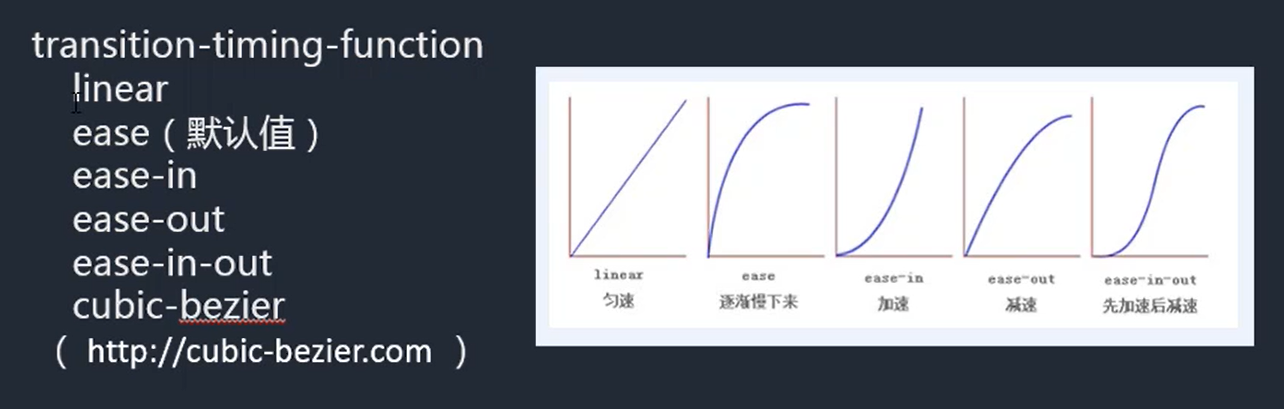 transition-timing-function
linear
ease（默认值）
ease-in
ease-out
ease-in-out
cubic-bezier
（ http://cubic-bezier.com ）
linear
匀速
ease
逐渐慢下来
ease-in
加速
ease-out
减速
ease-in-out
先加速后减速